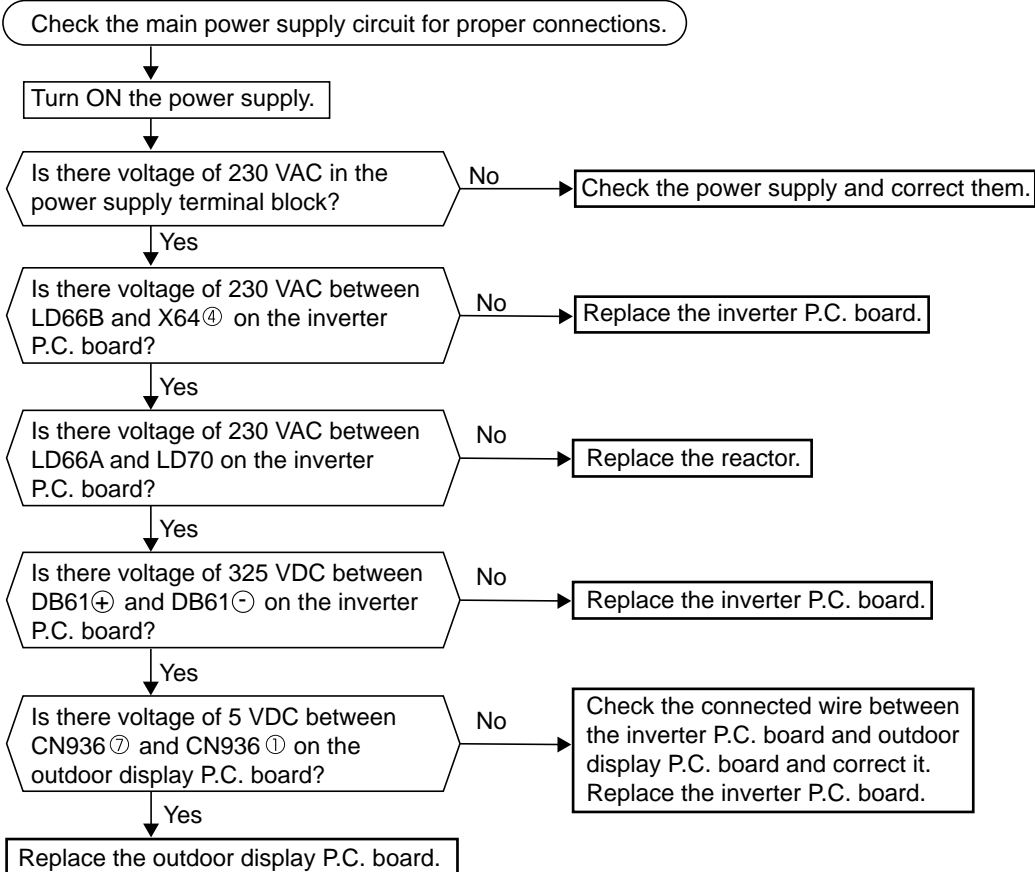 Check the main power supply circuit for proper connections.
Turn ON the power supply.
Is there voltage of 230 VAC in the
power supply terminal block?
No
Check the power supply and correct them.
Yes
Is there voltage of 230 VAC between
LD66B and X64④ on the inverter
P.C. board?
No
Replace the inverter P.C. board.
Yes
Is there voltage of 230 VAC between
LD66A and LD70 on the inverter
P.C. board?
No
Replace the reactor.
Yes
Is there voltage of 325 VDC between
DB61⊕ and DB61⊖ on the inverter
P.C. board?
No
Replace the inverter P.C. board.
Yes
Is there voltage of 5 VDC between
CN936⑦ and CN936① on the
outdoor display P.C. board?
No
Check the connected wire between
the inverter P.C. board and outdoor
display P.C. board and correct it.
Replace the inverter P.C. board.
Yes
Replace the outdoor display P.C. board.